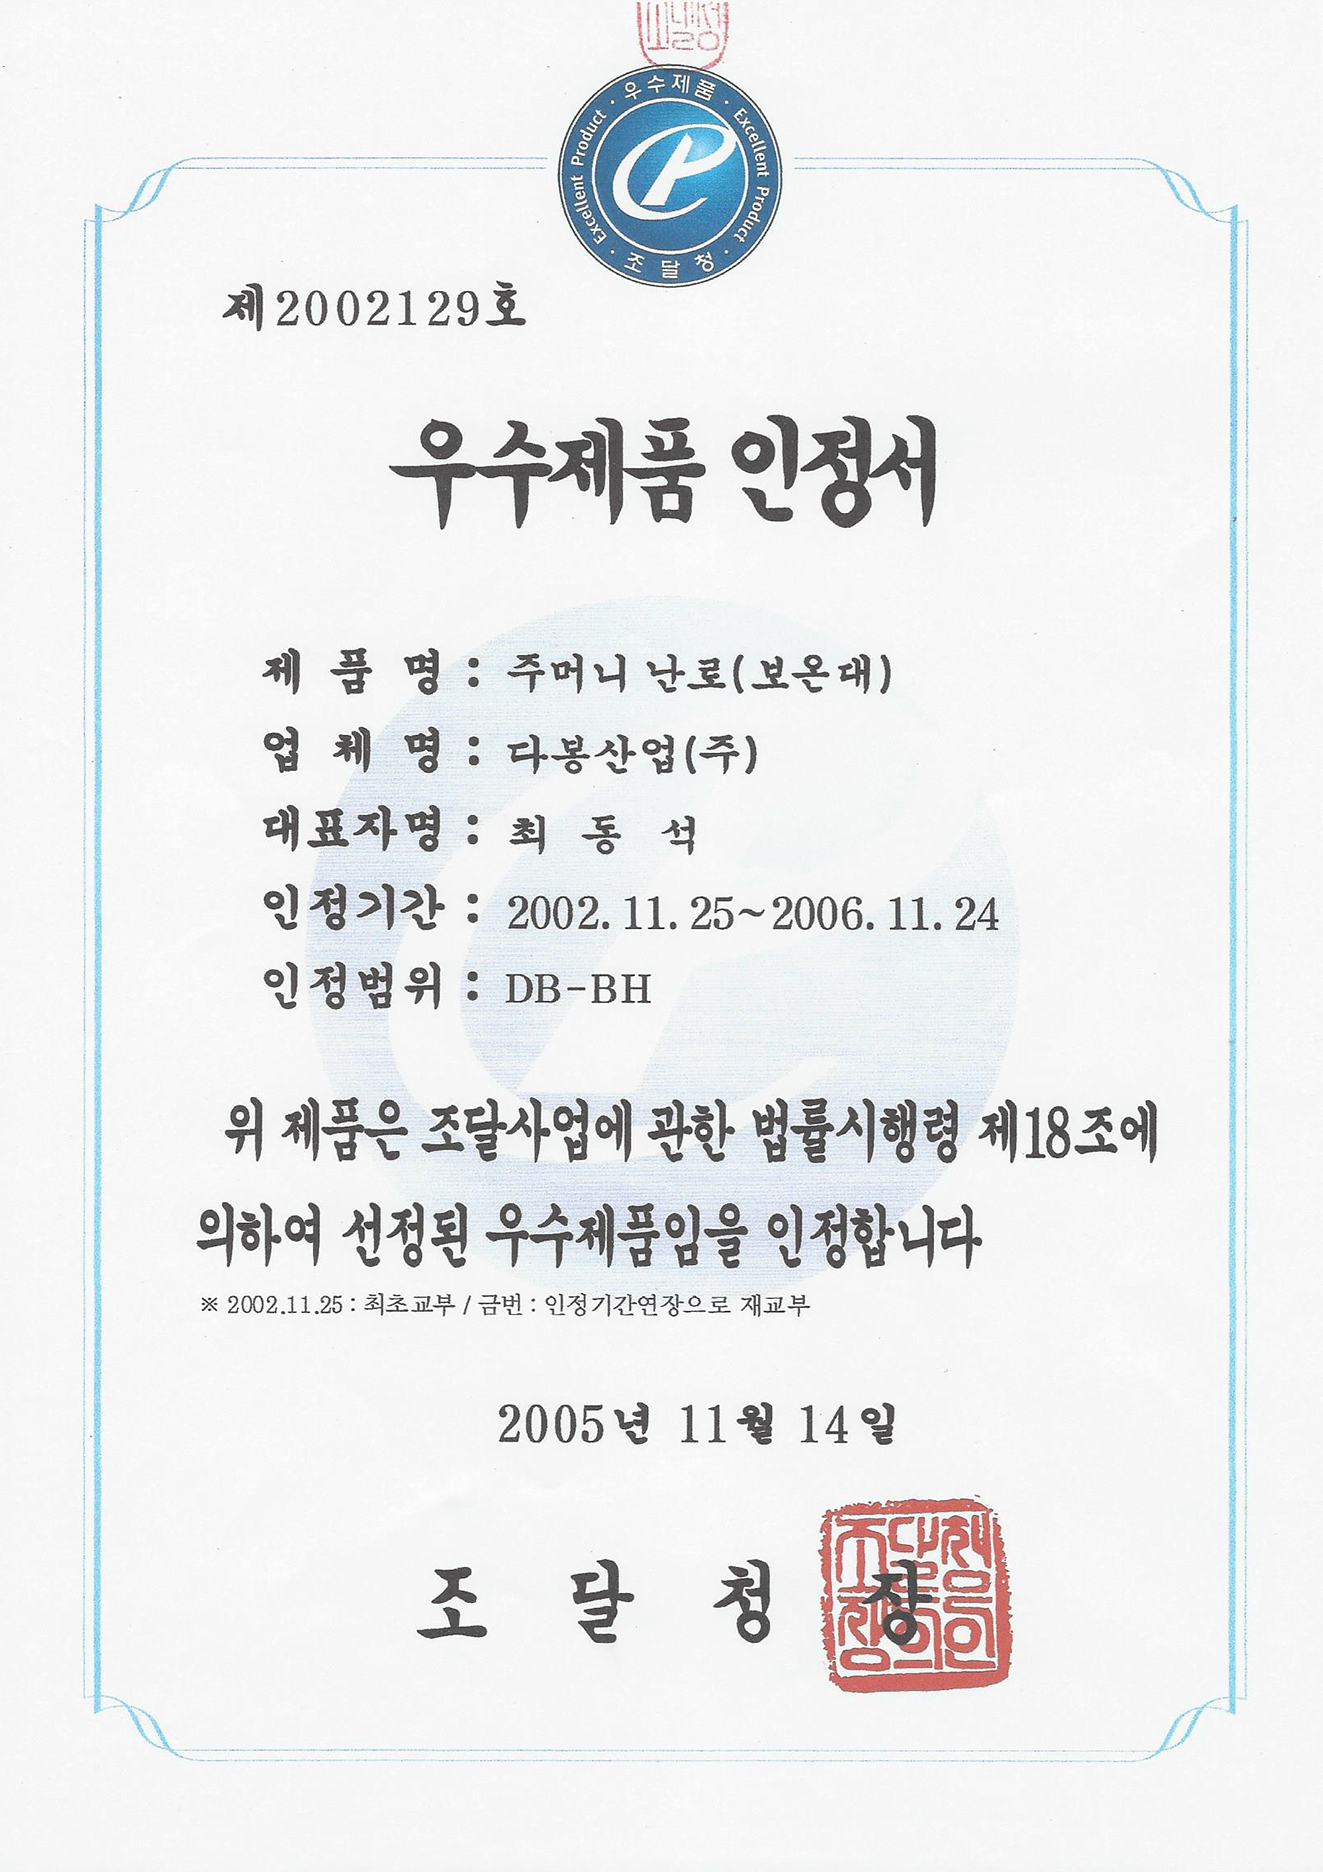 우수제품
Excellent Product
Excellent Product
조달청
제2002129호
우수제품 인정서
제 품 명 : 주머니 난로(보온대)
업 체 명 : 다봉산업(주)
대표자명 : 최 동 석
인정기간 : 2002. 11. 25~2006. 11. 24
인정범위 : DB-BH
위 제품은 조달사업에 관한 법률시행령 제18조에
의하여 선정된 우수제품임을 인정합니다
※ 2002.11.25 : 최초교부 / 금번 : 인정기간연장으로 재교부
2005년 11월 14일
조 달 청 장